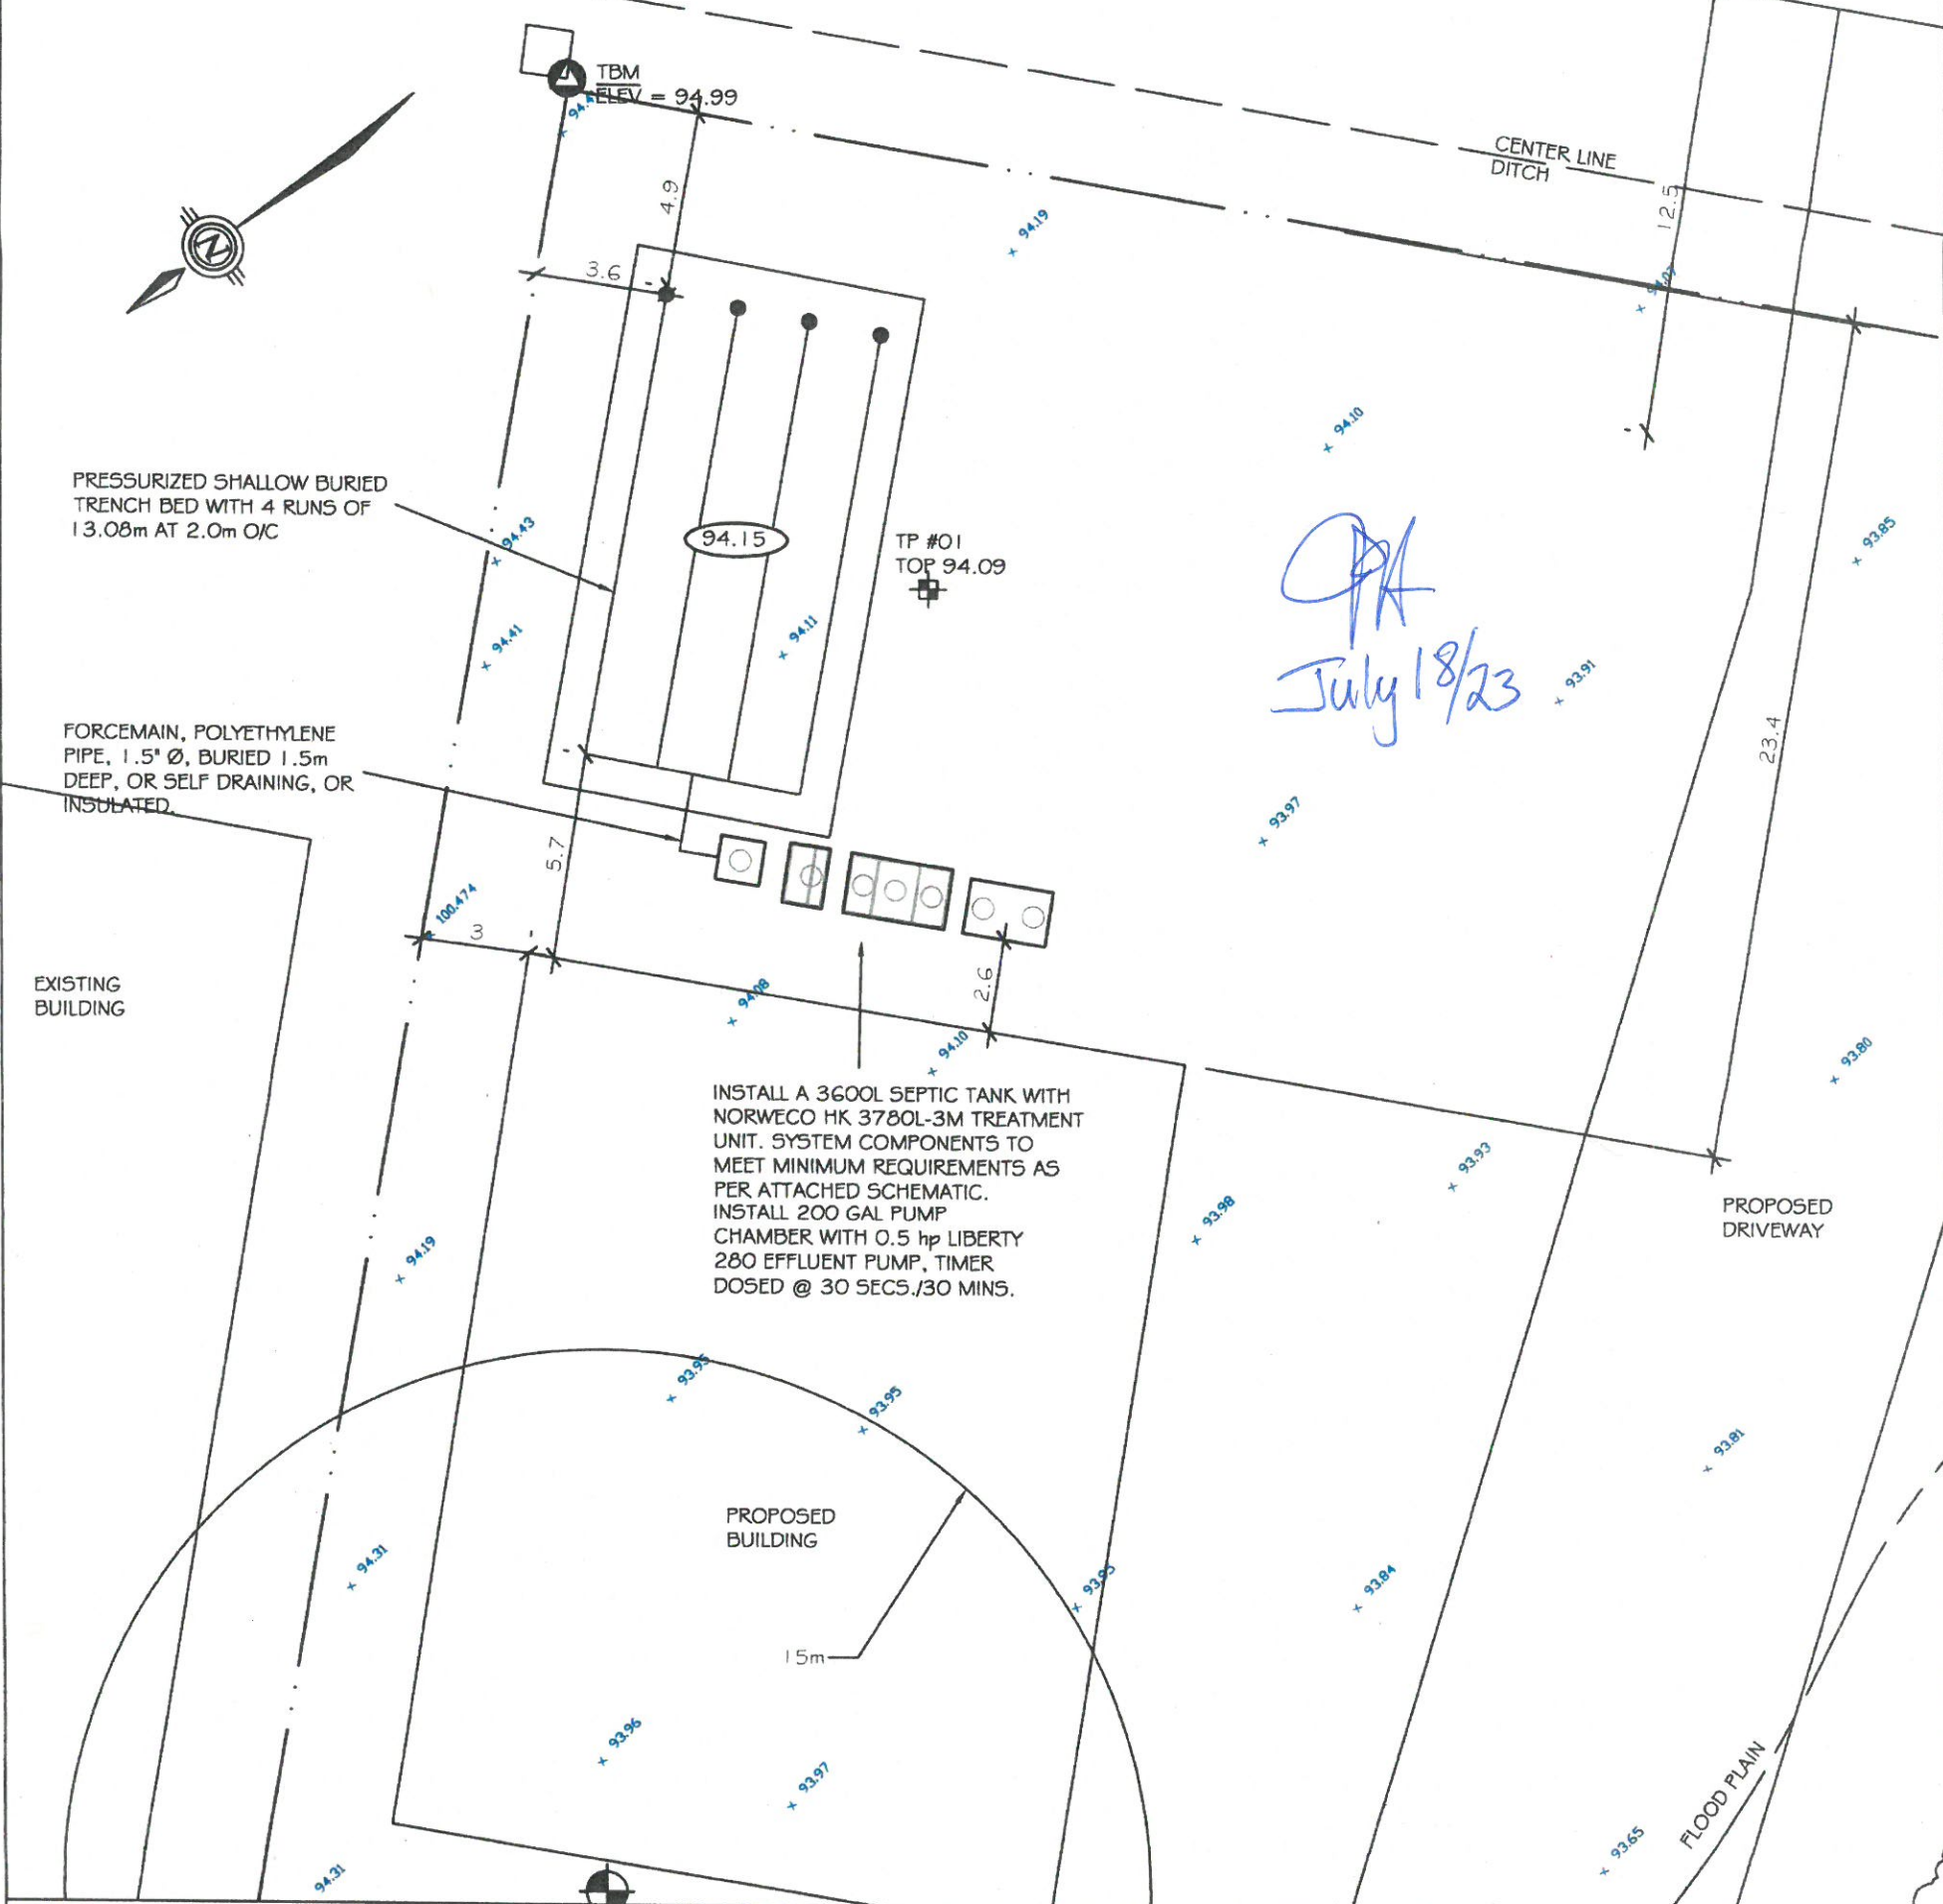 TBM
ELEV = 94.99
CENTER LINE
DITCH
12.5
4.9
94.19
3.6
N
94.10
PRESSURIZED SHALLOW BURIED
TRENCH BED WITH 4 RUNS OF
13.08m AT 2.0m O/C
94.43
94.15
TP #01
TOP 94.09
93.85
94.41
94.11
July 18/23
93.91
FORCEMAIN, POLYETHYLENE
PIPE, 1.5" Ø, BURIED 1.5m
DEEP, OR SELF DRAINING, OR
INSULATED.
23.4
93.97
5.7
100.474
3
EXISTING
BUILDING
94.08
2.6
94.10
93.80
INSTALL A 3600L SEPTIC TANK WITH
NORWECO HK 3780L-3M TREATMENT
UNIT. SYSTEM COMPONENTS TO
MEET MINIMUM REQUIREMENTS AS
PER ATTACHED SCHEMATIC.
INSTALL 200 GAL PUMP
CHAMBER WITH 0.5 hp LIBERTY
280 EFFLUENT PUMP, TIMER
DOSED @ 30 SECS./30 MINS.
93.93
93.98
PROPOSED
DRIVEWAY
94.19
93.95
93.95
93.81
PROPOSED
BUILDING
94.31
93.95
93.84
15m
93.96
93.97
FLOOD PLAIN
93.65
94.31